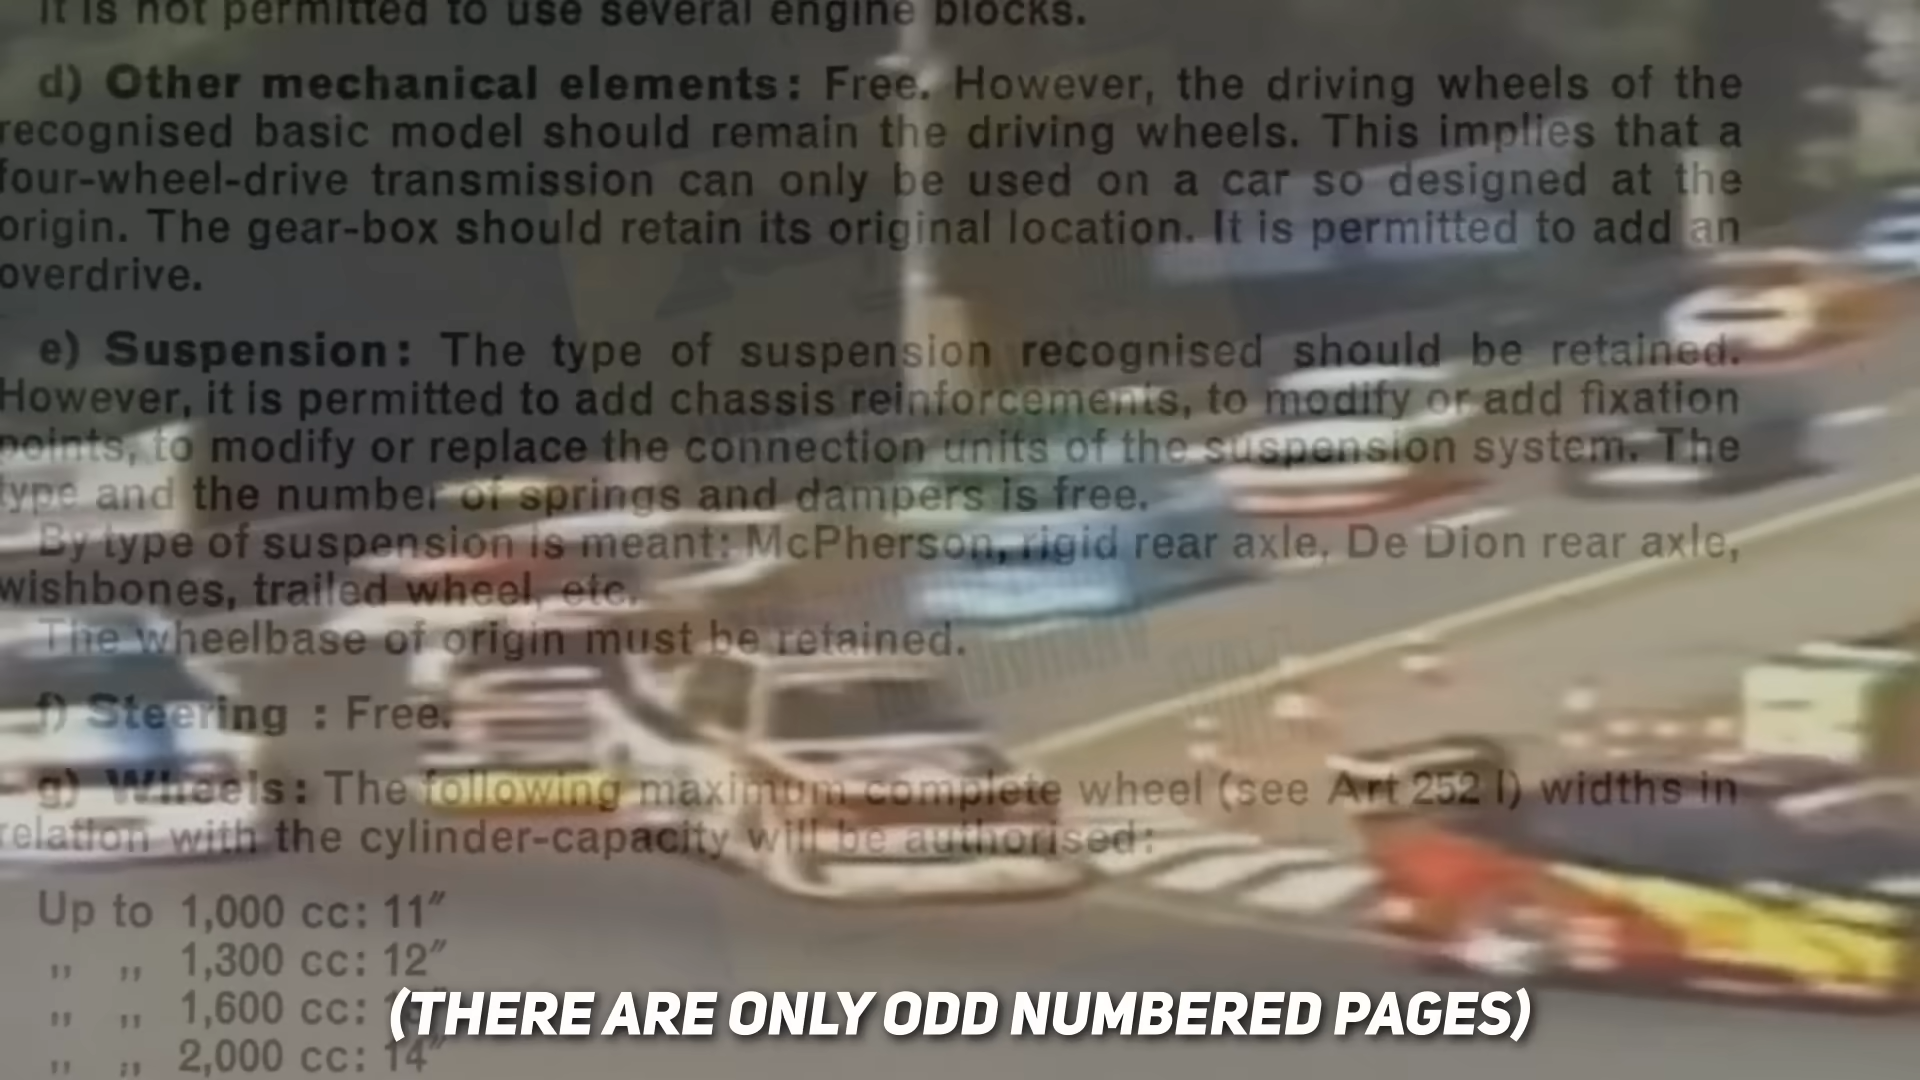 It is not permitted to use several engine blocks.
d) Other mechanical elements: Free. However, the driving wheels of the
recognised basic model should remain the driving wheels. This implies that a
four-wheel-drive transmission can only be used on a car so designed at the
origin. The gear-box should retain its original location. It is permitted to add an
overdrive.
e) Suspension: The type of suspension recognised should be retained.
However, it is permitted to add chassis reinforcements, to modify or add fixation
points, to modify or replace the connection units of the suspension system. The
type and the number of springs and dampers is free.
By type of suspension is meant: McPherson, rigid rear axle, De Dion rear axle,
wishbones, trailed wheel, etc.
The wheelbase of origin must be retained.
f) Steering : Free.
g) Wheels: The following maximum complete wheel (see Art 252 l) widths in
relation with the cylinder-capacity will be authorised:
Up to 1,000 cc: 11″
,, ,, 1,300 cc: 12″
,, ,, 1,600 cc:
,, ,, 2,000 cc: 14″
(THERE ARE ONLY ODD NUMBERED PAGES)